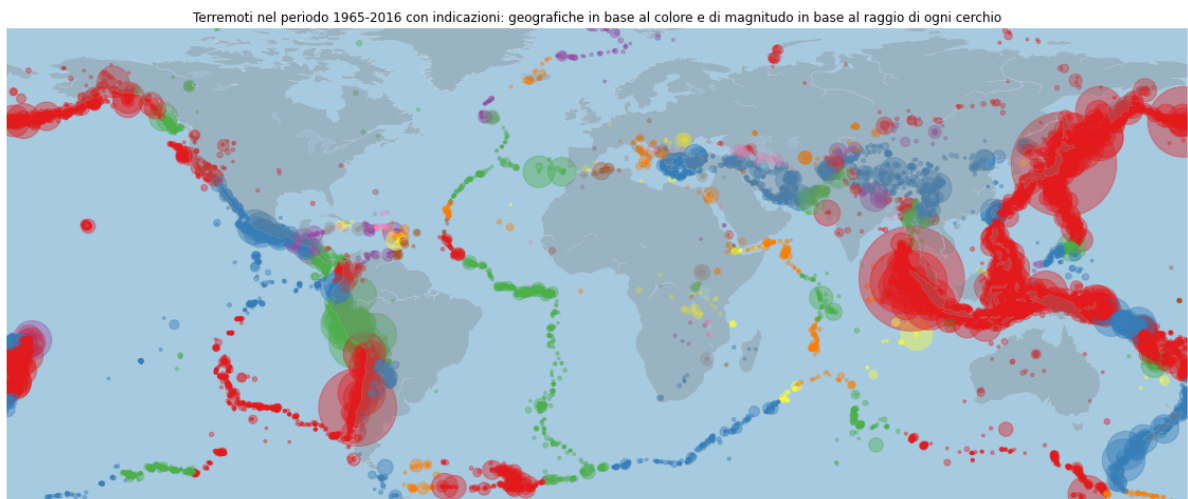 Terremoti nel periodo 1965-2016 con indicazioni: geografiche in base al colore e di magnitudo in base al raggio di ogni cerchio